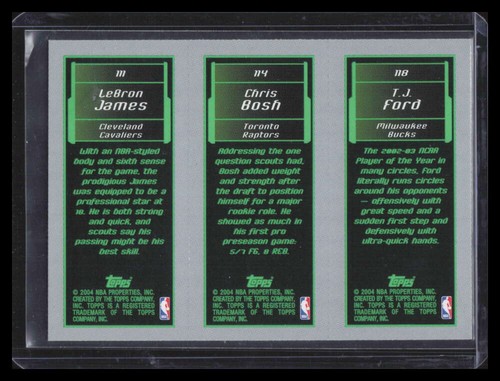 111
LeBron
James
Cleveland
Cavaliers
With an NBA-styled
body and sixth sense
for the game, the
prodigious James
was equipped to be a
professional star at
18. He is both strong
and quick, and
scouts say his
passing might be his
best skill.
Topps
© 2004 NBA PROPERTIES, INC.
CREATED BY THE TOPPS COMPANY,
INC. TOPPS IS A REGISTERED
TRADEMARK OF THE TOPPS
COMPANY, INC.
114
Chris
Bosh
Toronto
Raptors
Addressing the one
question scouts had,
Bosh added weight
and strength after
the draft to position
himself for a major
rookie role. He
showed as much in
his first pro
preseason game:
5/7 FG, 8 REB.
Topps
© 2004 NBA PROPERTIES, INC.
CREATED BY THE TOPPS COMPANY,
INC. TOPPS IS A REGISTERED
TRADEMARK OF THE TOPPS
COMPANY, INC.
118
T.J.
Ford
Milwaukee
Bucks
The 2002-03 NCAA
Player of the Year in
many circles, Ford
literally runs circles
around his opponents
– offensively with
great speed and a
sudden first step and
defensively with
ultra-quick hands.
Topps
© 2004 NBA PROPERTIES, INC.
CREATED BY THE TOPPS COMPANY,
INC. TOPPS IS A REGISTERED
TRADEMARK OF THE TOPPS
COMPANY, INC.